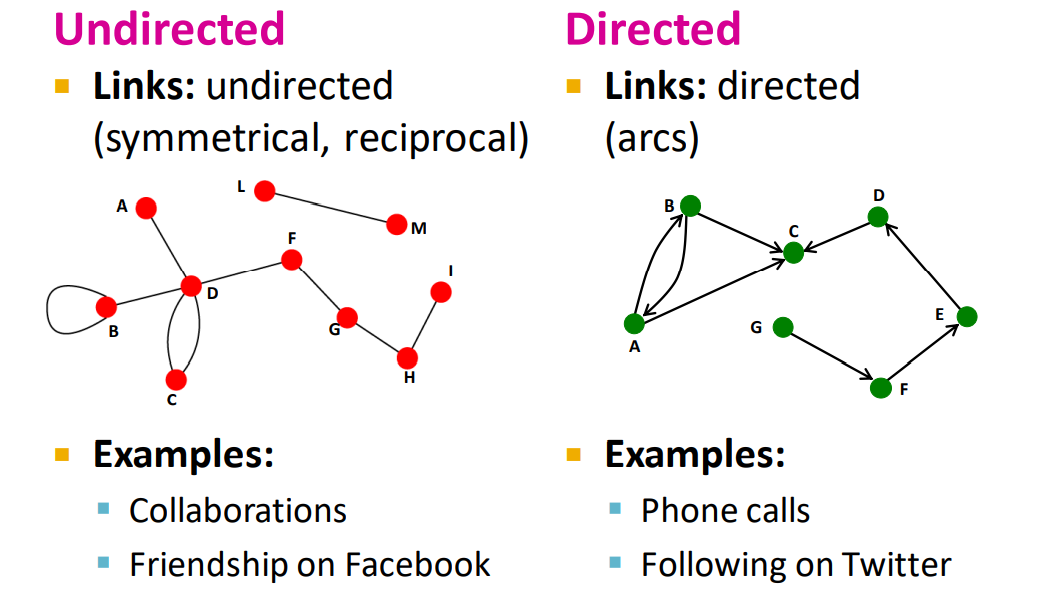 Undirected
Links: undirected
(symmetrical, reciprocal)
A
L
M
F
I
D
B
G
H
C
Examples:
Collaborations
Friendship on Facebook
Directed
Links: directed
(arcs)
B
D
C
E
G
A
F
Examples:
Phone calls
Following on Twitter